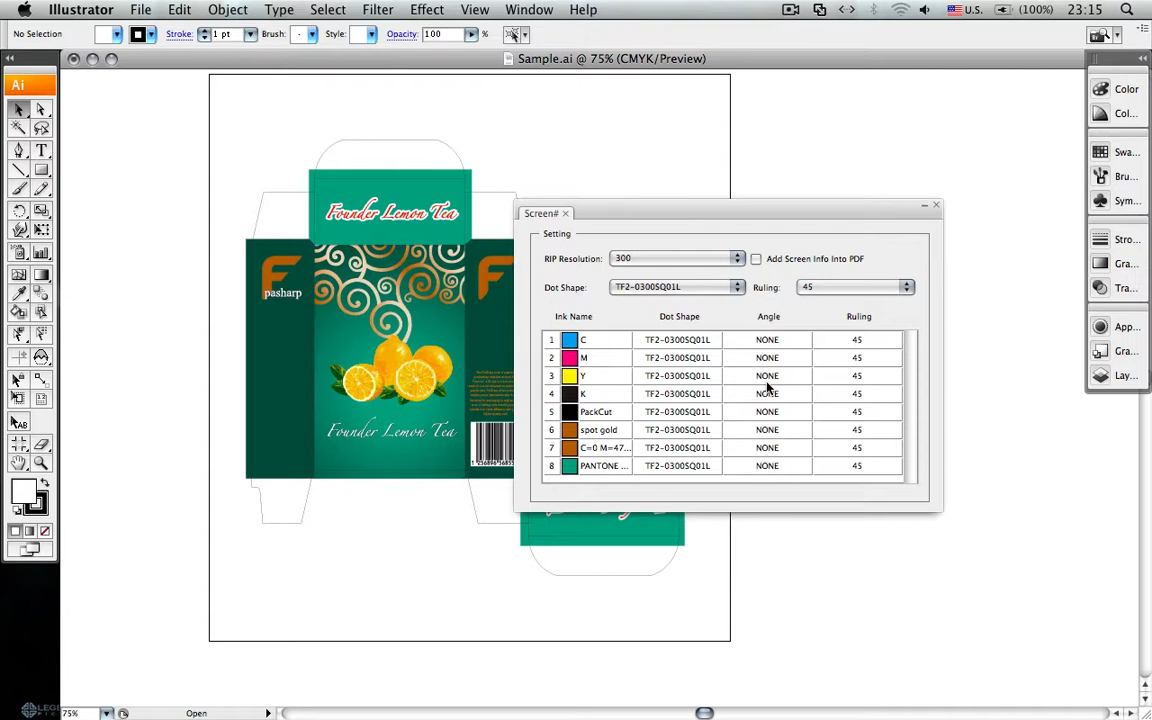 Illustrator File Edit Object Type Select Filter Effect View Window Help
U.S. (100%) 23:15
No Selection Stroke: 1 pt Brush: Style: Opacity: 100 %
Sample.ai @ 75% (CMYK/Preview)
Ai
Color
Col...
Swa...
Bru...
Sym...
Stro...
Gra...
Tra...
App...
Gra...
Lay...
Founder Lemon Tea
F
pasharp
F
Founder Lemon Tea
Screen#
Setting
RIP Resolution: 300 Add Screen Info Into PDF
Dot Shape: TF2-0300SQ01L Ruling: 45
Ink Name Dot Shape Angle Ruling
1 C TF2-0300SQ01L NONE 45
2 M TF2-0300SQ01L NONE 45
3 Y TF2-0300SQ01L NONE 45
4 K TF2-0300SQ01L NONE 45
5 PackCut TF2-0300SQ01L NONE 45
6 spot gold TF2-0300SQ01L NONE 45
7 C=0 M=47... TF2-0300SQ01L NONE 45
8 PANTONE ... TF2-0300SQ01L NONE 45
75% Open